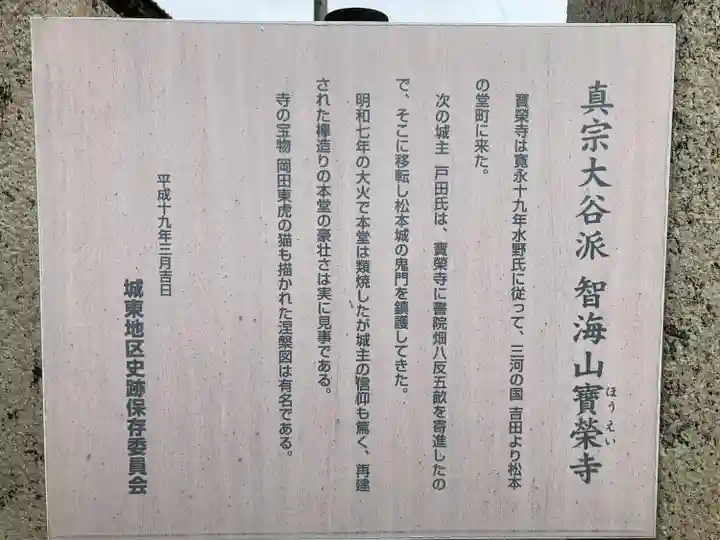 真宗大谷派 智海山寶榮寺
ほうえい
寶榮寺は寛永十九年水野氏に従って、三河の国 吉田より松本
の堂町に来た。
次の城主 戸田氏は、寶榮寺に書院畑八反五畝を寄進したの
で、そこに移転し松本城の鬼門を鎮護してきた。
明和七年の大火で本堂は類焼したが城主の信仰も篤く、再建
された欅造りの本堂の豪壮さは実に見事である。
寺の宝物 岡田東虎の猫も描かれた涅槃図は有名である。
平成十九年三月吉日
城東地区史跡保存委員会